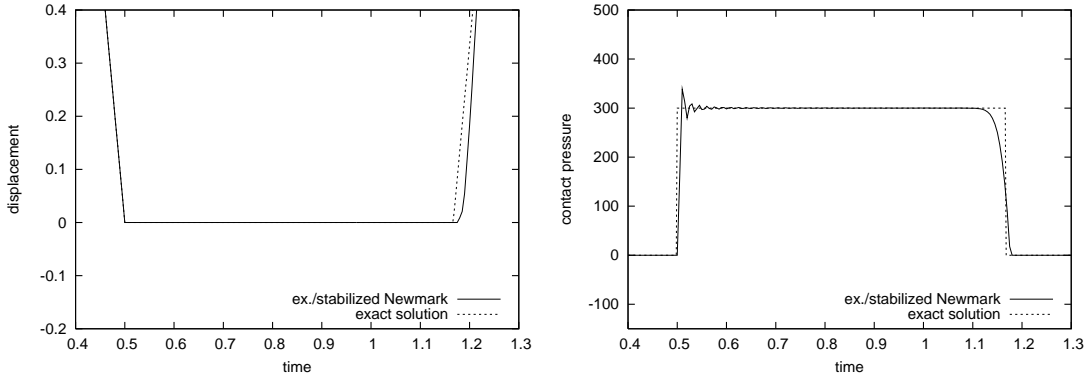 0.4
0.3
0.2
0.1
0
-0.1
-0.2
displacement
ex./stabilized Newmark
exact solution
0.4 0.5 0.6 0.7 0.8 0.9 1 1.1 1.2 1.3
time
500
400
300
200
100
0
-100
contact pressure
ex./stabilized Newmark
exact solution
0.4 0.5 0.6 0.7 0.8 0.9 1 1.1 1.2 1.3
time